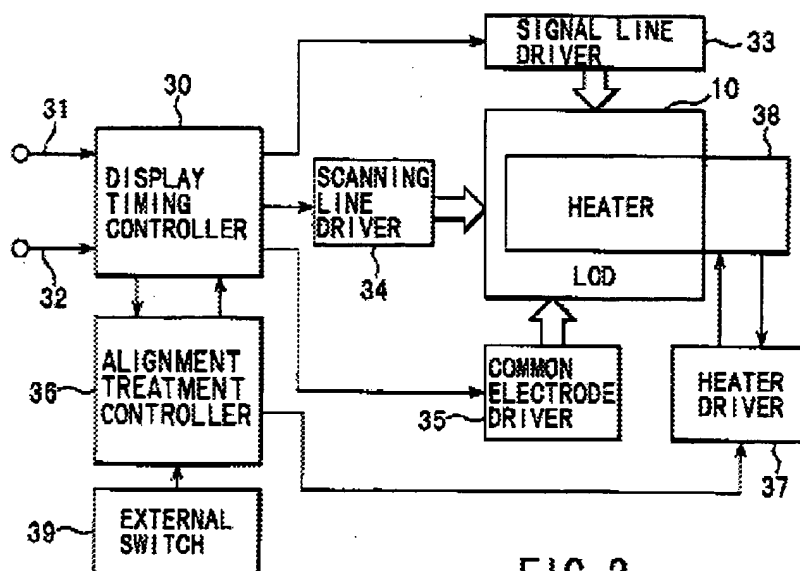 SIGNAL LINE
DRIVER
33
10
31
30
38
DISPLAY
TIMING
CONTROLLER
SCANNING
LINE
DRIVER
HEATER
32
34
LCD
36
ALIGNMENT
TREATMENT
CONTROLLER
35
COMMON
ELECTRODE
DRIVER
HEATER
DRIVER
37
39
EXTERNAL
SWITCH